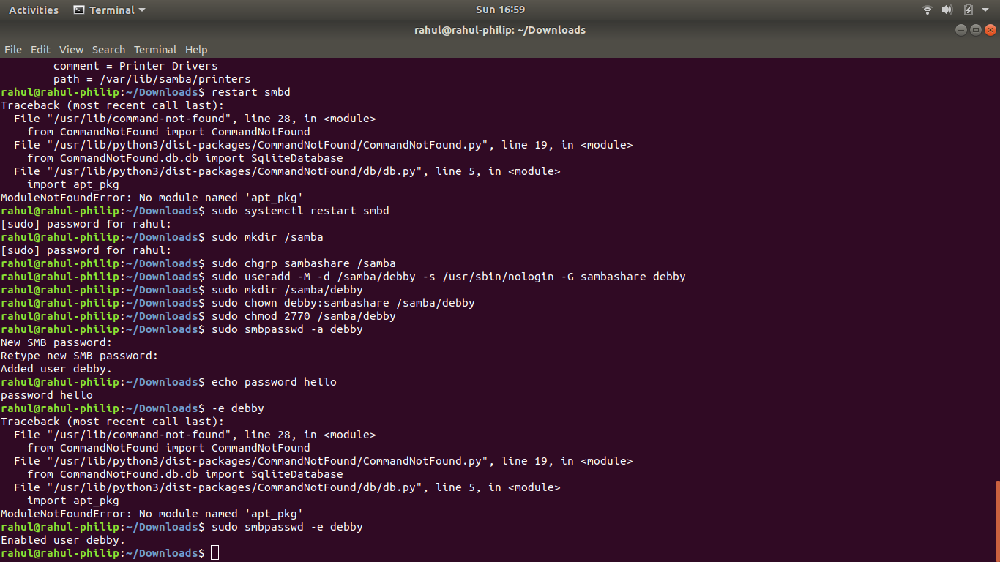 Activities Terminal Sun 16:59
rahul@rahul-philip: ~/Downloads
File Edit View Search Terminal Help
comment = Printer Drivers
path = /var/lib/samba/printers
rahul@rahul-philip:~/Downloads$ restart smbd
Traceback (most recent call last):
File "/usr/lib/command-not-found", line 28, in <module>
from CommandNotFound import CommandNotFound
File "/usr/lib/python3/dist-packages/CommandNotFound/CommandNotFound.py", line 19, in <module>
from CommandNotFound.db.db import SqliteDatabase
File "/usr/lib/python3/dist-packages/CommandNotFound/db/db.py", line 5, in <module>
import apt_pkg
ModuleNotFoundError: No module named 'apt_pkg'
rahul@rahul-philip:~/Downloads$ sudo systemctl restart smbd
[sudo] password for rahul:
rahul@rahul-philip:~/Downloads$ sudo mkdir /samba
[sudo] password for rahul:
rahul@rahul-philip:~/Downloads$ sudo chgrp sambashare /samba
rahul@rahul-philip:~/Downloads$ sudo useradd -M -d /samba/debby -s /usr/sbin/nologin -G sambashare debby
rahul@rahul-philip:~/Downloads$ sudo mkdir /samba/debby
rahul@rahul-philip:~/Downloads$ sudo chown debby:sambashare /samba/debby
rahul@rahul-philip:~/Downloads$ sudo chmod 2770 /samba/debby
rahul@rahul-philip:~/Downloads$ sudo smbpasswd -a debby
New SMB password:
Retype new SMB password:
Added user debby.
rahul@rahul-philip:~/Downloads$ echo password hello
password hello
rahul@rahul-philip:~/Downloads$ -e debby
Traceback (most recent call last):
File "/usr/lib/command-not-found", line 28, in <module>
from CommandNotFound import CommandNotFound
File "/usr/lib/python3/dist-packages/CommandNotFound/CommandNotFound.py", line 19, in <module>
from CommandNotFound.db.db import SqliteDatabase
File "/usr/lib/python3/dist-packages/CommandNotFound/db/db.py", line 5, in <module>
import apt_pkg
ModuleNotFoundError: No module named 'apt_pkg'
rahul@rahul-philip:~/Downloads$ sudo smbpasswd -e debby
Enabled user debby.
rahul@rahul-philip:~/Downloads$